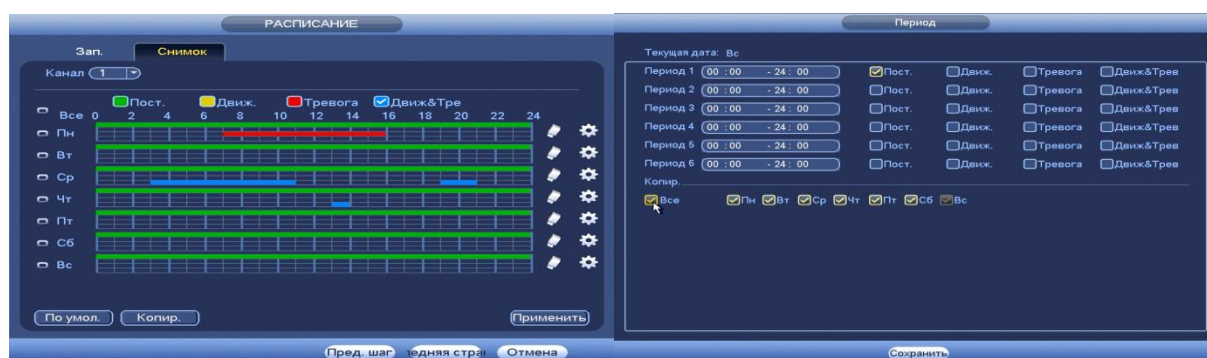 РАСПИСАНИЕ
Зап. Снимок
Канал 1
Пост. Движ. Тревога Движ&Тре
Все 0 2 4 6 8 10 12 14 16 18 20 22 24
Пн
Вт
Ср
Чт
Пт
Сб
Вс
По умол. Копир. Применить
Пред. шаг едняя стра Отмена
Период
Текущая дата: Вс
Период 1 00 :00 - 24 : 00 Пост. Движ. Тревога Движ&Трев
Период 2 00 :00 - 24 : 00 Пост. Движ. Тревога Движ&Трев
Период 3 00 :00 - 24 : 00 Пост. Движ. Тревога Движ&Трев
Период 4 00 :00 - 24 : 00 Пост. Движ. Тревога Движ&Трев
Период 5 00 :00 - 24 : 00 Пост. Движ. Тревога Движ&Трев
Период 6 00 :00 - 24 : 00 Пост. Движ. Тревога Движ&Трев
Копир.
Все Пн Вт Ср Чт Пт Сб Вс
Сохранить